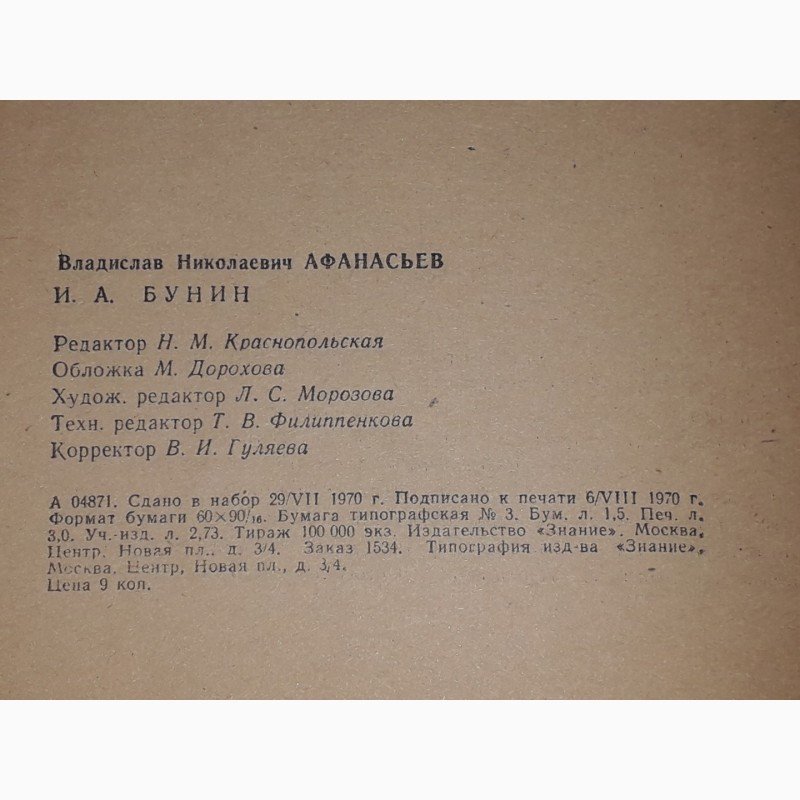 Владислав Николаевич АФАНАСЬЕВ
И. А. БУНИН
Редактор Н. М. Краснопольская
Обложка М. Дорохова
Худож. редактор Л. С. Морозова
Техн. редактор Т. В. Филиппенкова
Корректор В. И. Гуляева
А 04871. Сдано в набор 29/VII 1970 г. Подписано к печати 6/VIII 1970 г.
Формат бумаги 60×90/16. Бумага типографская № 3. Бум. л. 1,5. Печ. л.
3,0. Уч.-изд. л. 2,73. Тираж 100 000 экз. Издательство «Знание». Москва,
Центр, Новая пл., д. 3/4. Заказ 1534. Типография изд-ва «Знание».
Москва, Центр, Новая пл., д. 3/4.
Цена 9 коп.